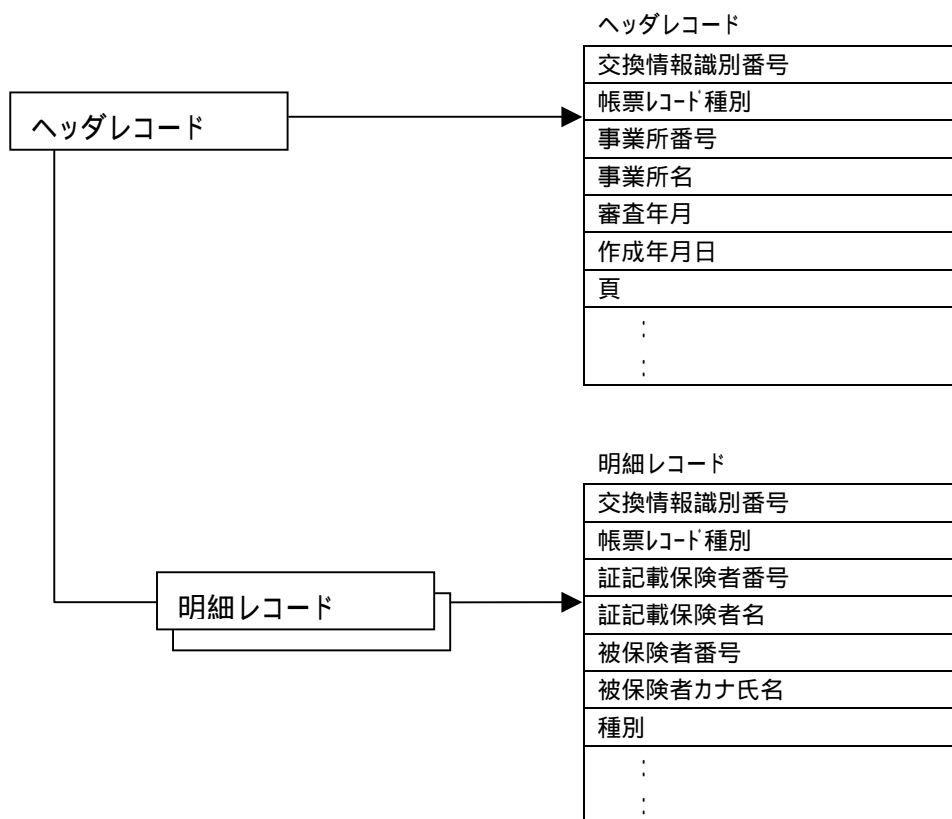 ヘッダレコード
ヘッダレコード
交換情報識別番号
帳票ﾚｺｰﾄﾞ種別
事業所番号
事業所名
審査年月
作成年月日
頁
:
:
明細レコード
明細レコード
交換情報識別番号
帳票ﾚｺｰﾄﾞ種別
証記載保険者番号
証記載保険者名
被保険者番号
被保険者カナ氏名
種別
:
: